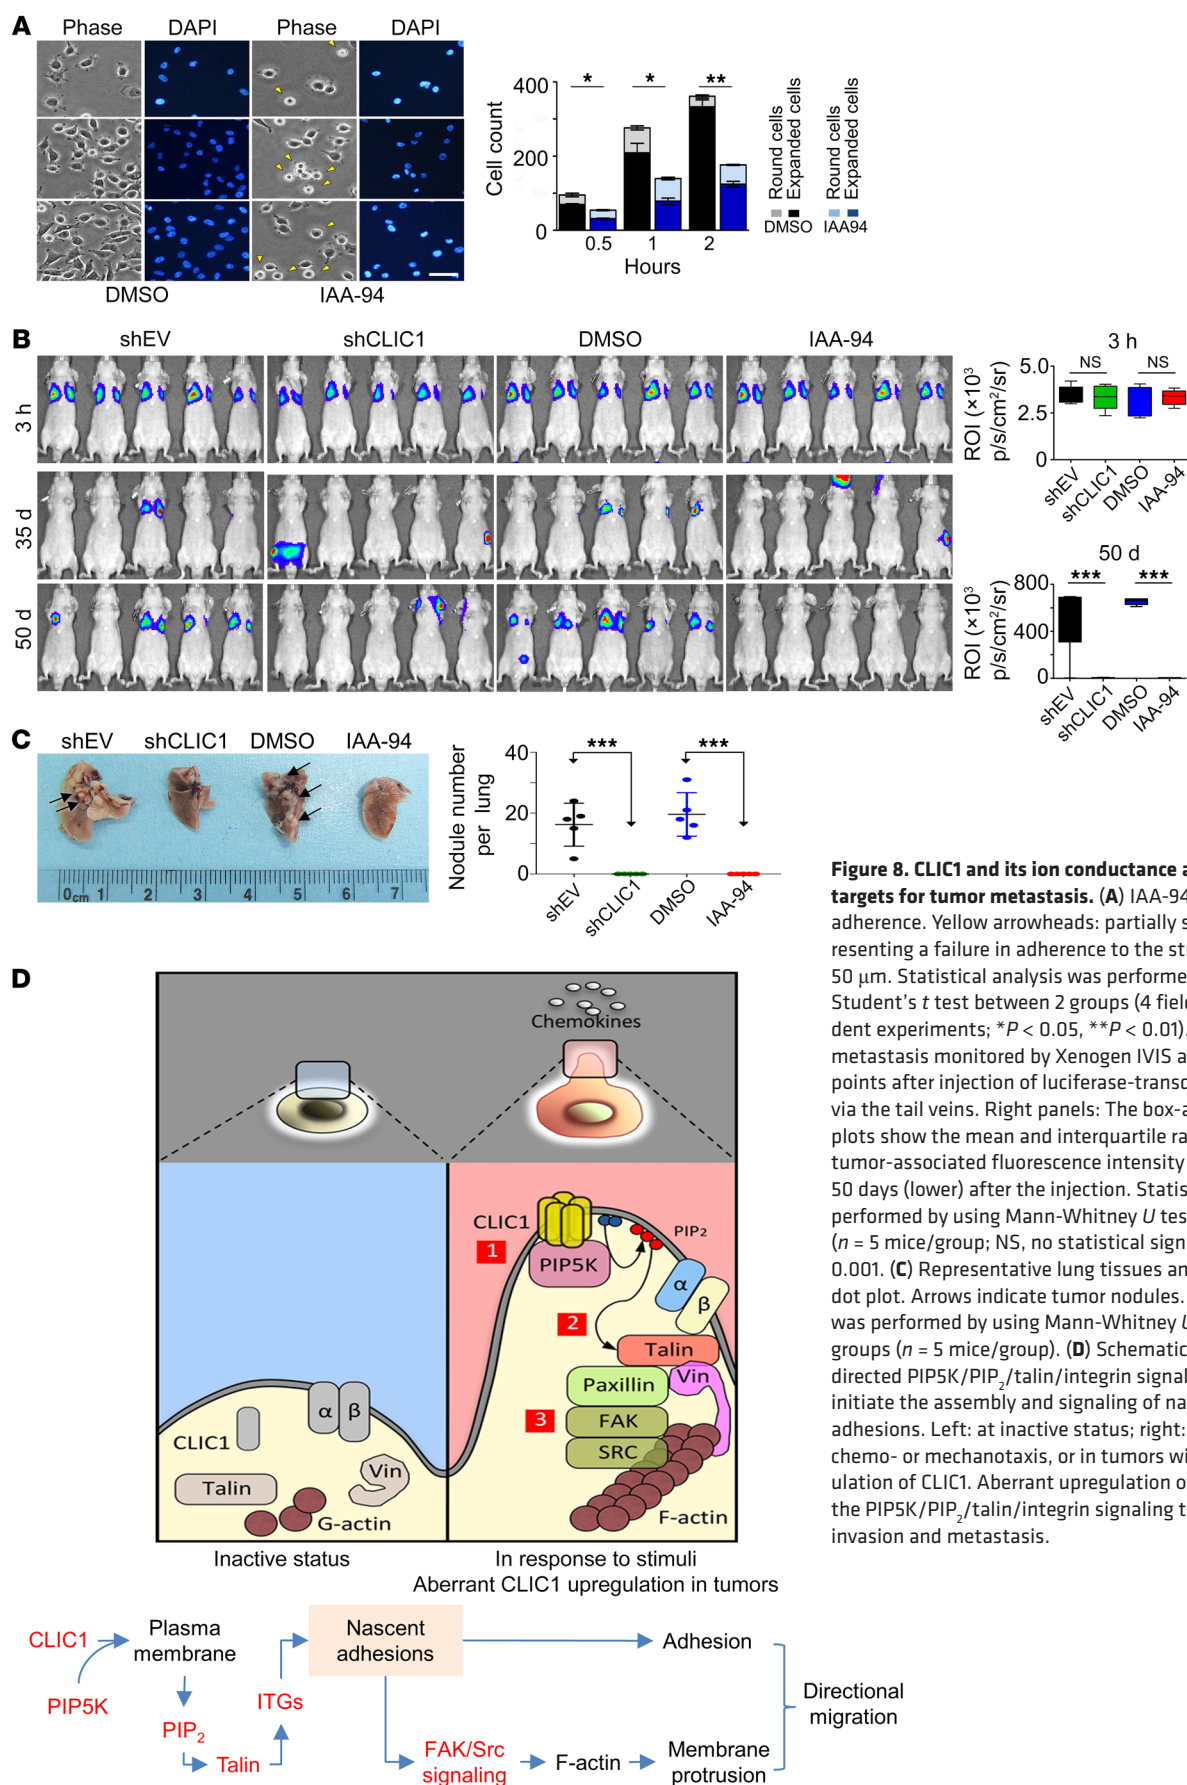 A
Phase
DAPI
Phase
DAPI
DMSO
IAA-94
Cell count
400
200
0
*
*
**
0.5
1
2
Hours
Round cells
Expanded cells
DMSO
Round cells
Expanded cells
IAA94
B
shEV
shCLIC1
DMSO
IAA-94
3 h
35 d
50 d
3 h
ROI (×10³
p/s/cm²/sr)
5.0
2.5
0
NS
NS
shEV
shCLIC1
DMSO
IAA-94
50 d
ROI (×10³
p/s/cm²/sr)
800
400
0
***
***
shEV
shCLIC1
DMSO
IAA-94
C
shEV
shCLIC1
DMSO
IAA-94
0cm 1 2 3 4 5 6 7
Nodule number
per lung
40
20
0
***
***
shEV
shCLIC1
DMSO
IAA-94
Figure 8. CLIC1 and its ion conductance a
targets for tumor metastasis. (A) IAA-94
adherence. Yellow arrowheads: partially s
resenting a failure in adherence to the st
50 μm. Statistical analysis was performe
Student's t test between 2 groups (4 field
dent experiments; *P < 0.05, **P < 0.01).
metastasis monitored by Xenogen IVIS a
points after injection of luciferase-transd
via the tail veins. Right panels: The box-a
plots show the mean and interquartile ra
tumor-associated fluorescence intensity
50 days (lower) after the injection. Statis
performed by using Mann-Whitney U tes
(n = 5 mice/group; NS, no statistical sign
0.001. (C) Representative lung tissues an
dot plot. Arrows indicate tumor nodules.
was performed by using Mann-Whitney U
groups (n = 5 mice/group). (D) Schematic
directed PIP5K/PIP₂/talin/integrin signal
initiate the assembly and signaling of na
adhesions. Left: at inactive status; right:
chemo- or mechanotaxis, or in tumors wi
ulation of CLIC1. Aberrant upregulation o
the PIP5K/PIP₂/talin/integrin signaling t
invasion and metastasis.
D
Chemokines
CLIC1
1
PIP5K
PIP₂
α
β
2
Talin
Paxillin
Vin
3
FAK
SRC
F-actin
α
β
CLIC1
Talin
Vin
G-actin
Inactive status
In response to stimuli
Aberrant CLIC1 upregulation in tumors
CLIC1
PIP5K
Plasma
membrane
PIP₂
Talin
ITGs
Nascent
adhesions
Adhesion
FAK/Src
signaling
F-actin
Membrane
protrusion
Directional
migration